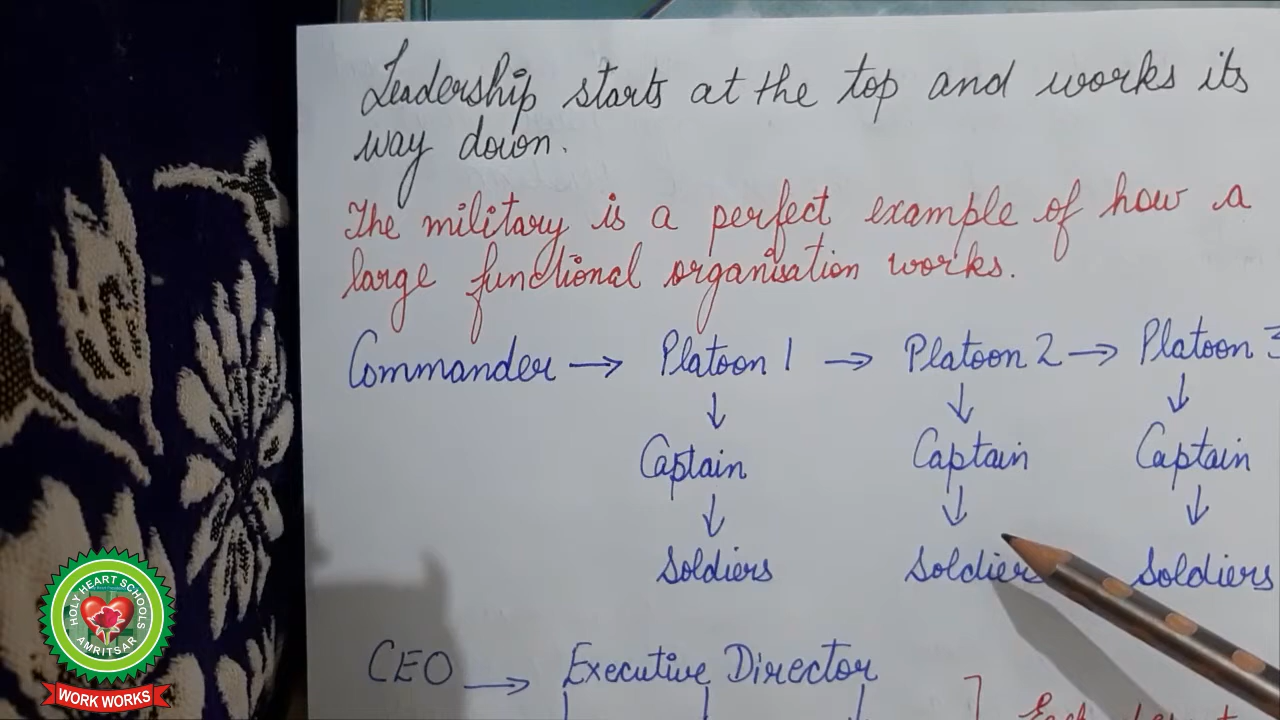 Leadership starts at the top and works its
way down.
The military is a perfect example of how a
large functional organisation works.
Commander → Platoon 1 → Platoon 2 → Platoon 3
↓ ↓ ↓
Captain Captain Captain
↓ ↓ ↓
Soldiers Soldiers Soldiers
CEO → Executive Director
Each
HOLY HEART SCHOOLS
AMRITSAR
WORK WORKS